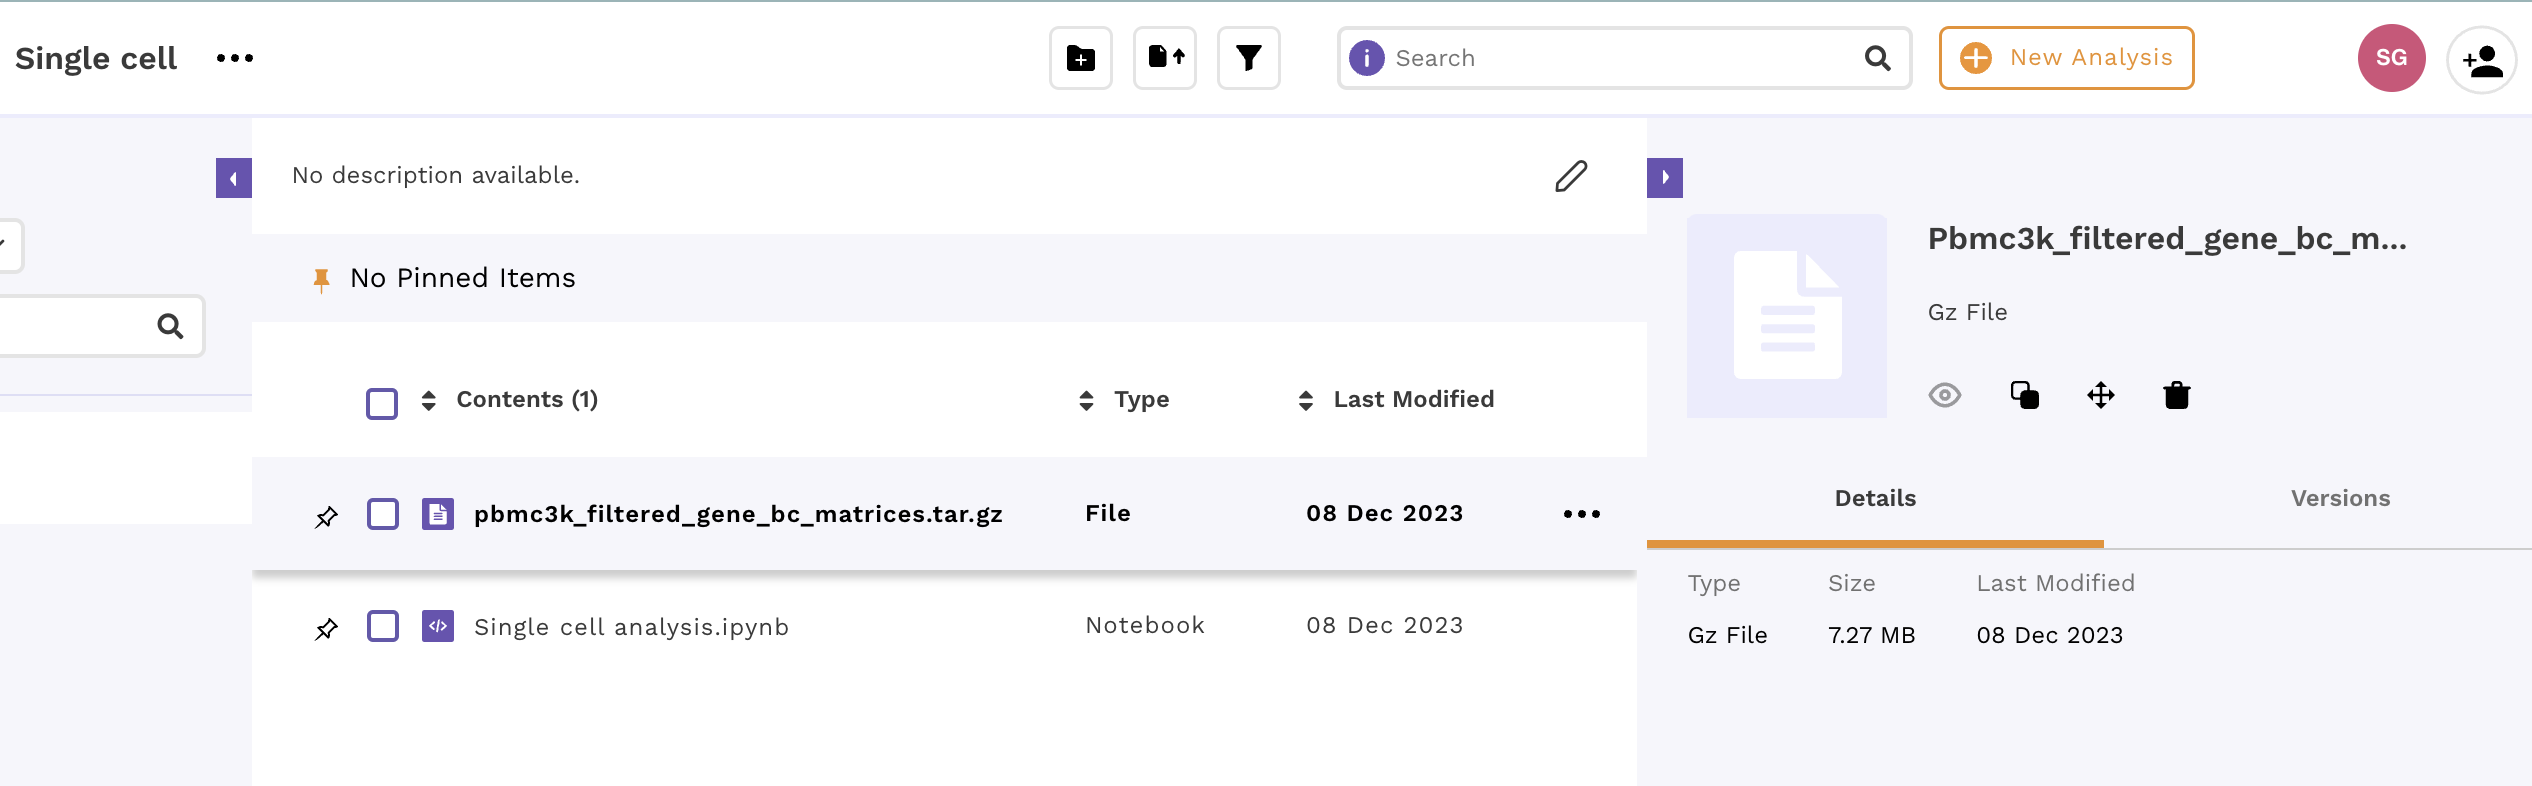 Single cell
Search
New Analysis
SG
No description available.
No Pinned Items
Contents (1) Type Last Modified
pbmc3k_filtered_gene_bc_matrices.tar.gz File 08 Dec 2023
Single cell analysis.ipynb Notebook 08 Dec 2023
Pbmc3k_filtered_gene_bc_m...
Gz File
Details Versions
Type Size Last Modified
Gz File 7.27 MB 08 Dec 2023